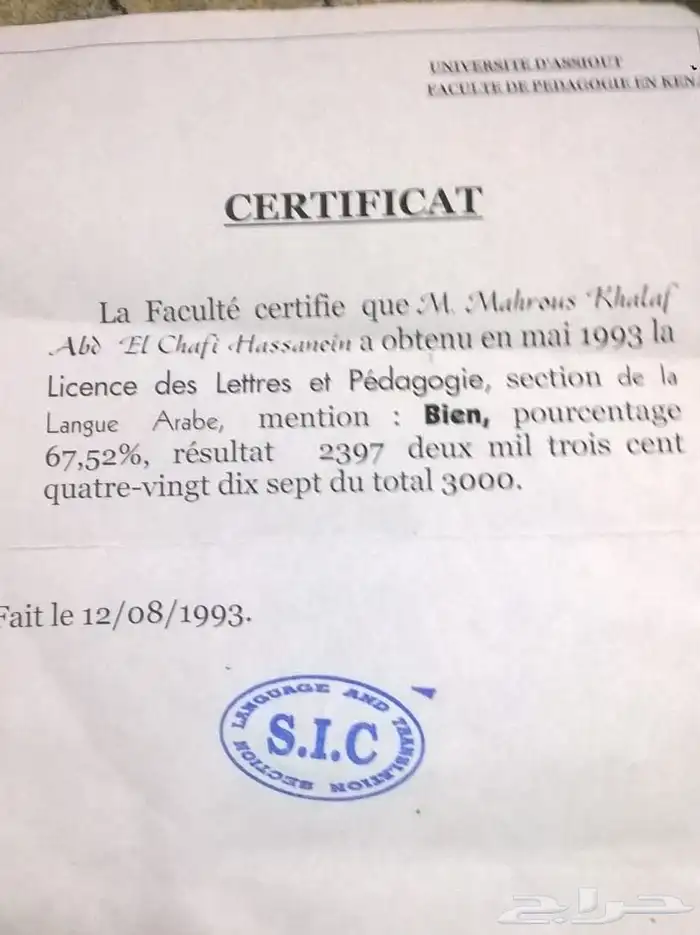 UNIVERSITE D'ASSIOUT
FACULTE DE PEDAGOGIE EN KEN
CERTIFICAT
La Faculté certifie que M. Mahrous Khalaf
Abd El Chafi Hassanein a obtenu en mai 1993 la
Licence des Lettres et Pédagogie, section de la
Langue Arabe, mention : Bien, pourcentage
67,52%, résultat 2397 deux mil trois cent
quatre-vingt dix sept du total 3000.
Fait le 12/08/1993.
LANGUAGE AND TRANSLATION SECTION
S.I.C
حراج